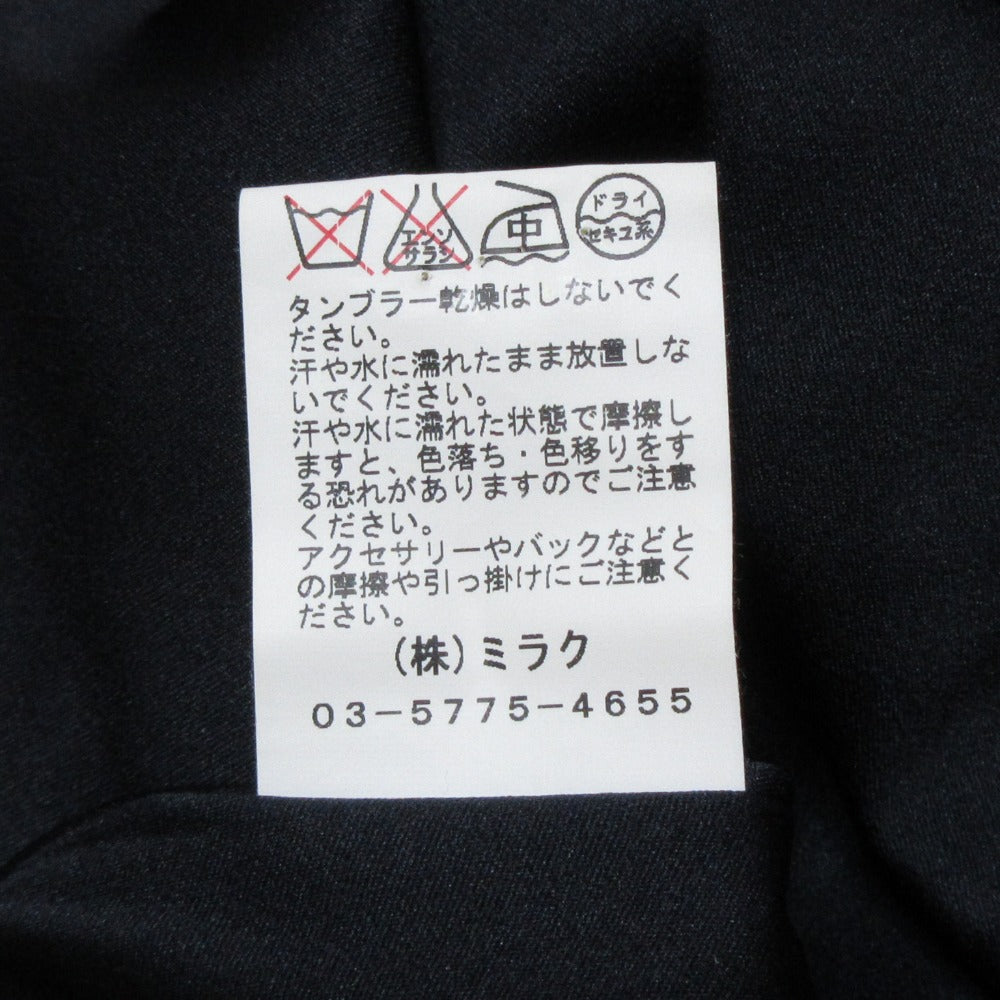 エンソ
サラシ
中
ドライ
セキユ系
タンブラー乾燥はしないでく
ださい。
汗や水に濡れたまま放置しな
いでください。
汗や水に濡れた状態で摩擦し
ますと、色落ち・色移りをす
る恐れがありますのでご注意
ください。
アクセサリーやバックなどと
の摩擦や引っ掛けにご注意く
ださい。
(株)ミラク
03-5775-4655